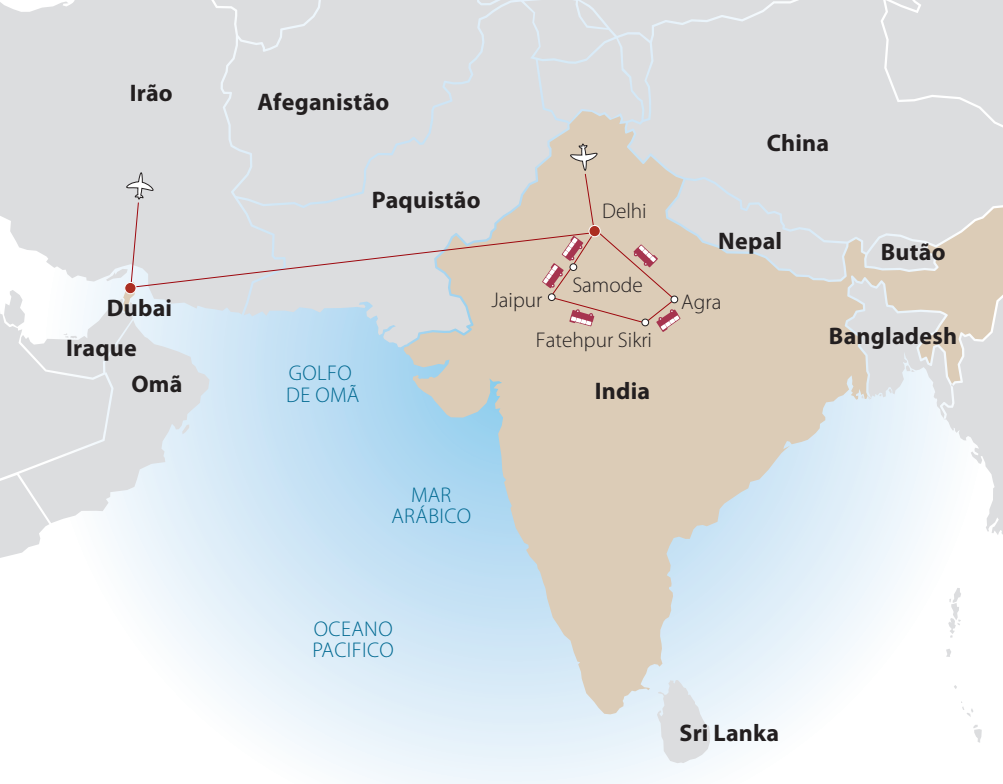 Irão
Afeganistão
China
Paquistão
Delhi
Nepal
Butão
Samode
Jaipur
Agra
Dubai
Fatehpur Sikri
Bangladesh
Iraque
Omã
GOLFO
DE OMÃ
India
MAR
ARÁBICO
OCEANO
PACIFICO
Sri Lanka